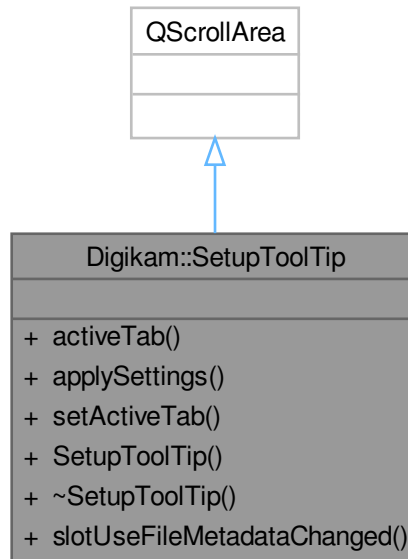 QScrollArea
Digikam::SetupToolTip
+ activeTab()
+ applySettings()
+ setActiveTab()
+ SetupToolTip()
+ ~SetupToolTip()
+ slotUseFileMetadataChanged()